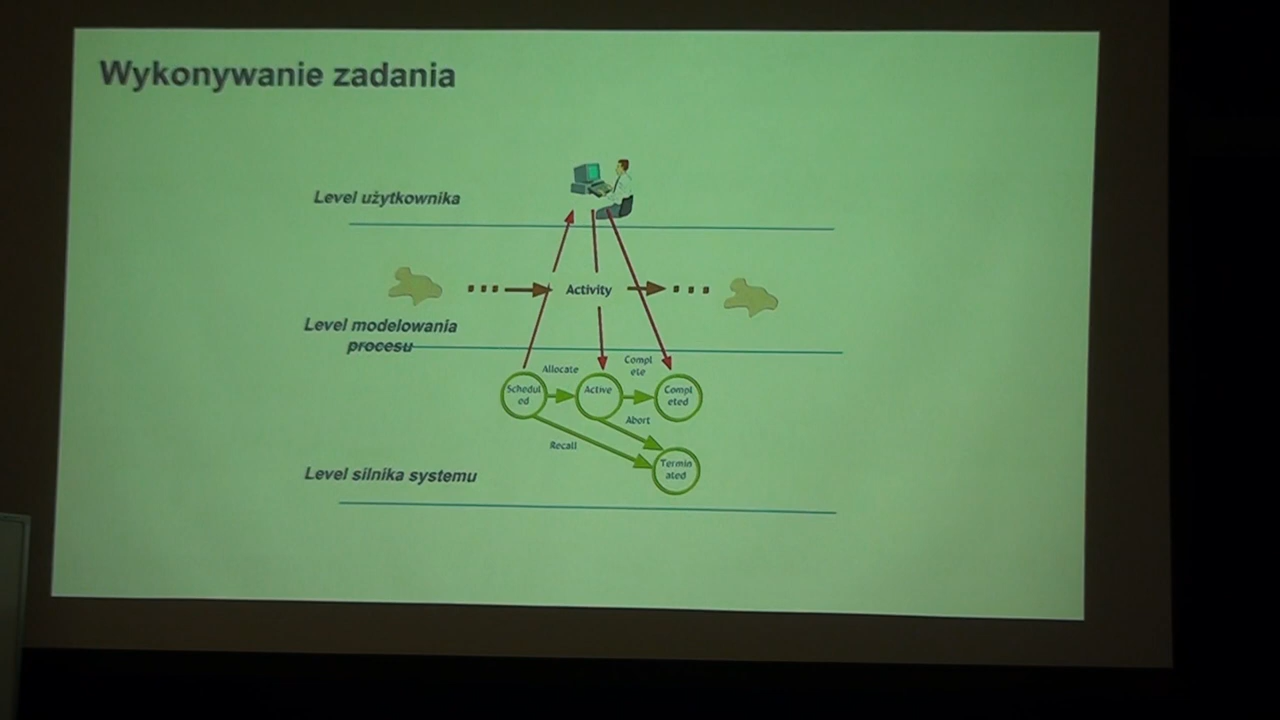 Wykonywanie zadania
Level użytkownika
Activity
Level modelowania
procesu
Allocate
Compl
ete
Schedul
ed
Active
Compl
eted
Abort
Recall
Termin
ated
Level silnika systemu